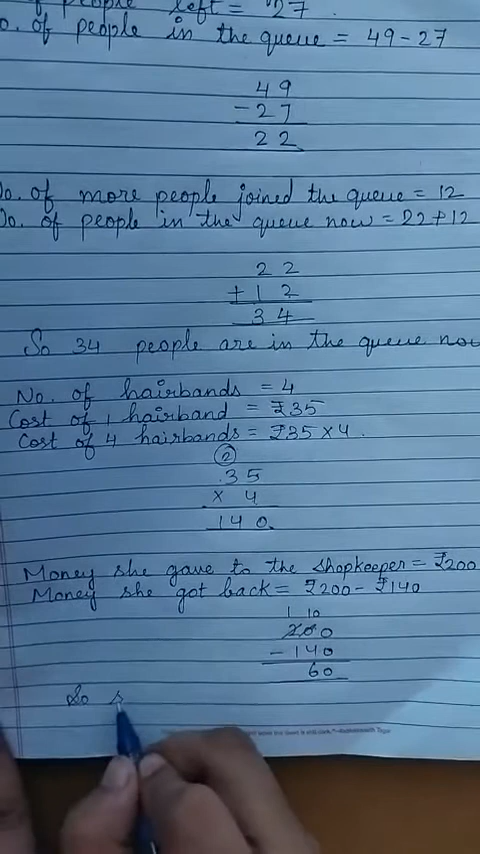 people left = 27.
o. of people in the queue = 49-27
49
-27
22
No. of more people joined the queue = 12
No. of people in the queue now = 22+12
22
+12
34
So 34 people are in the queue now
No. of hairbands = 4
Cost of 1 hairband = ₹35
Cost of 4 hairbands = ₹35×4.
2
35
× 4
140
Money she gave to the shopkeeper = ₹200
Money she got back = ₹200-₹140
1 10
200
-140
60
So s